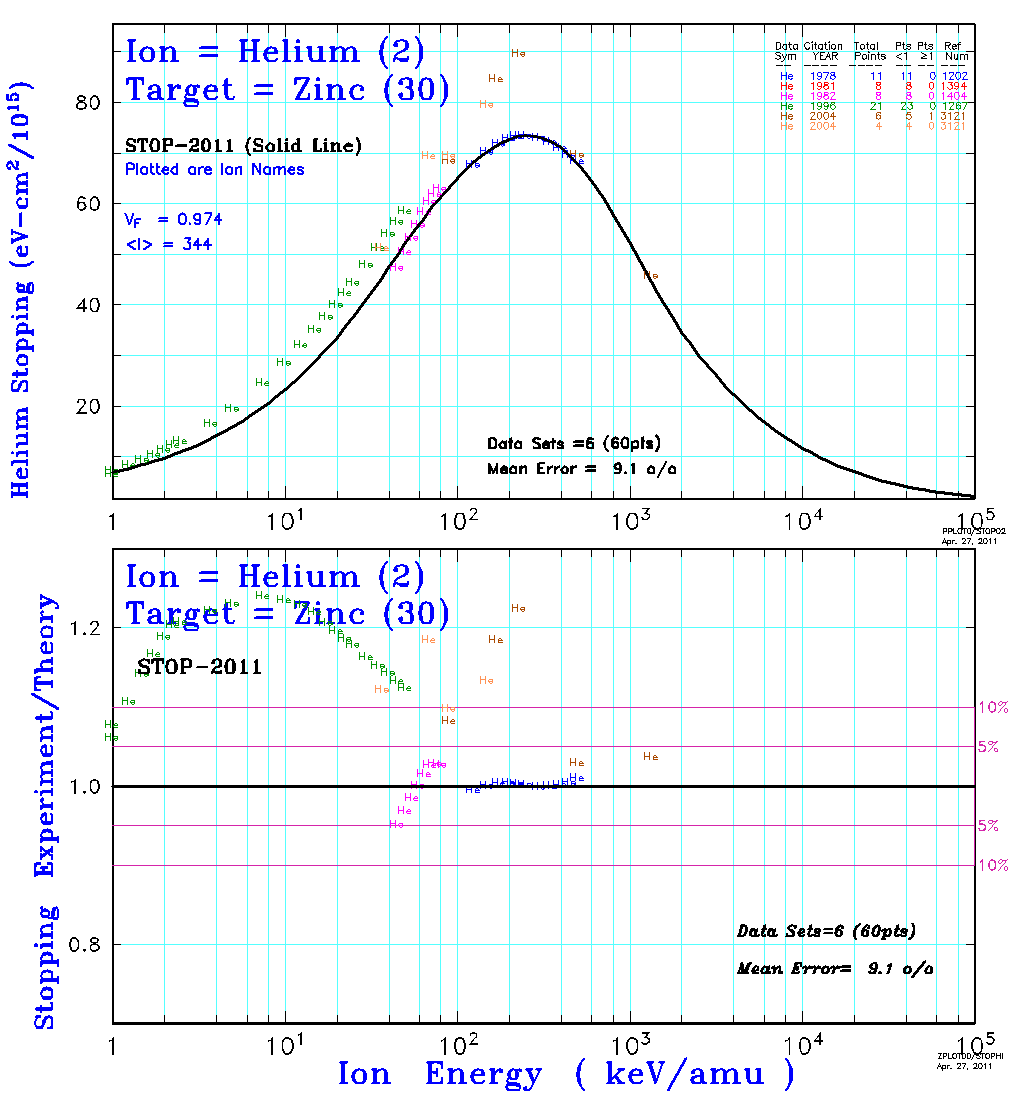 Ion = Helium (2)
Target = Zinc (30)
STOP-2011 (Solid Line)
Plotted are Ion Names
V_F = 0.974
<I> = 344
Data Citation Total Pts Pts Ref
Sym YEAR Points <1 ≥1 Num
He 1978 11 11 0 1202
He 1981 8 8 0 1394
He 1982 8 8 0 1404
He 1996 21 23 0 1267
He 2004 6 5 1 3121
He 2004 4 4 0 3121
Helium Stopping (eV-cm²/10¹⁵)
80
60
40
20
Data Sets =6 (60pts)
Mean Error = 9.1 o/o
1 10¹ 10² 10³ 10⁴ 10⁵
PPLOT0/STOP02
Apr. 27, 2011
Ion = Helium (2)
Target = Zinc (30)
STOP-2011
Stopping Experiment/Theory
1.2
1.0
0.8
10%
5%
5%
10%
Data Sets=6 (60pts)
Mean Error= 9.1 o/o
1 10¹ 10² 10³ 10⁴ 10⁵
Ion Energy ( keV/amu )
ZPLOT0D/STOPHI
Apr. 27, 2011